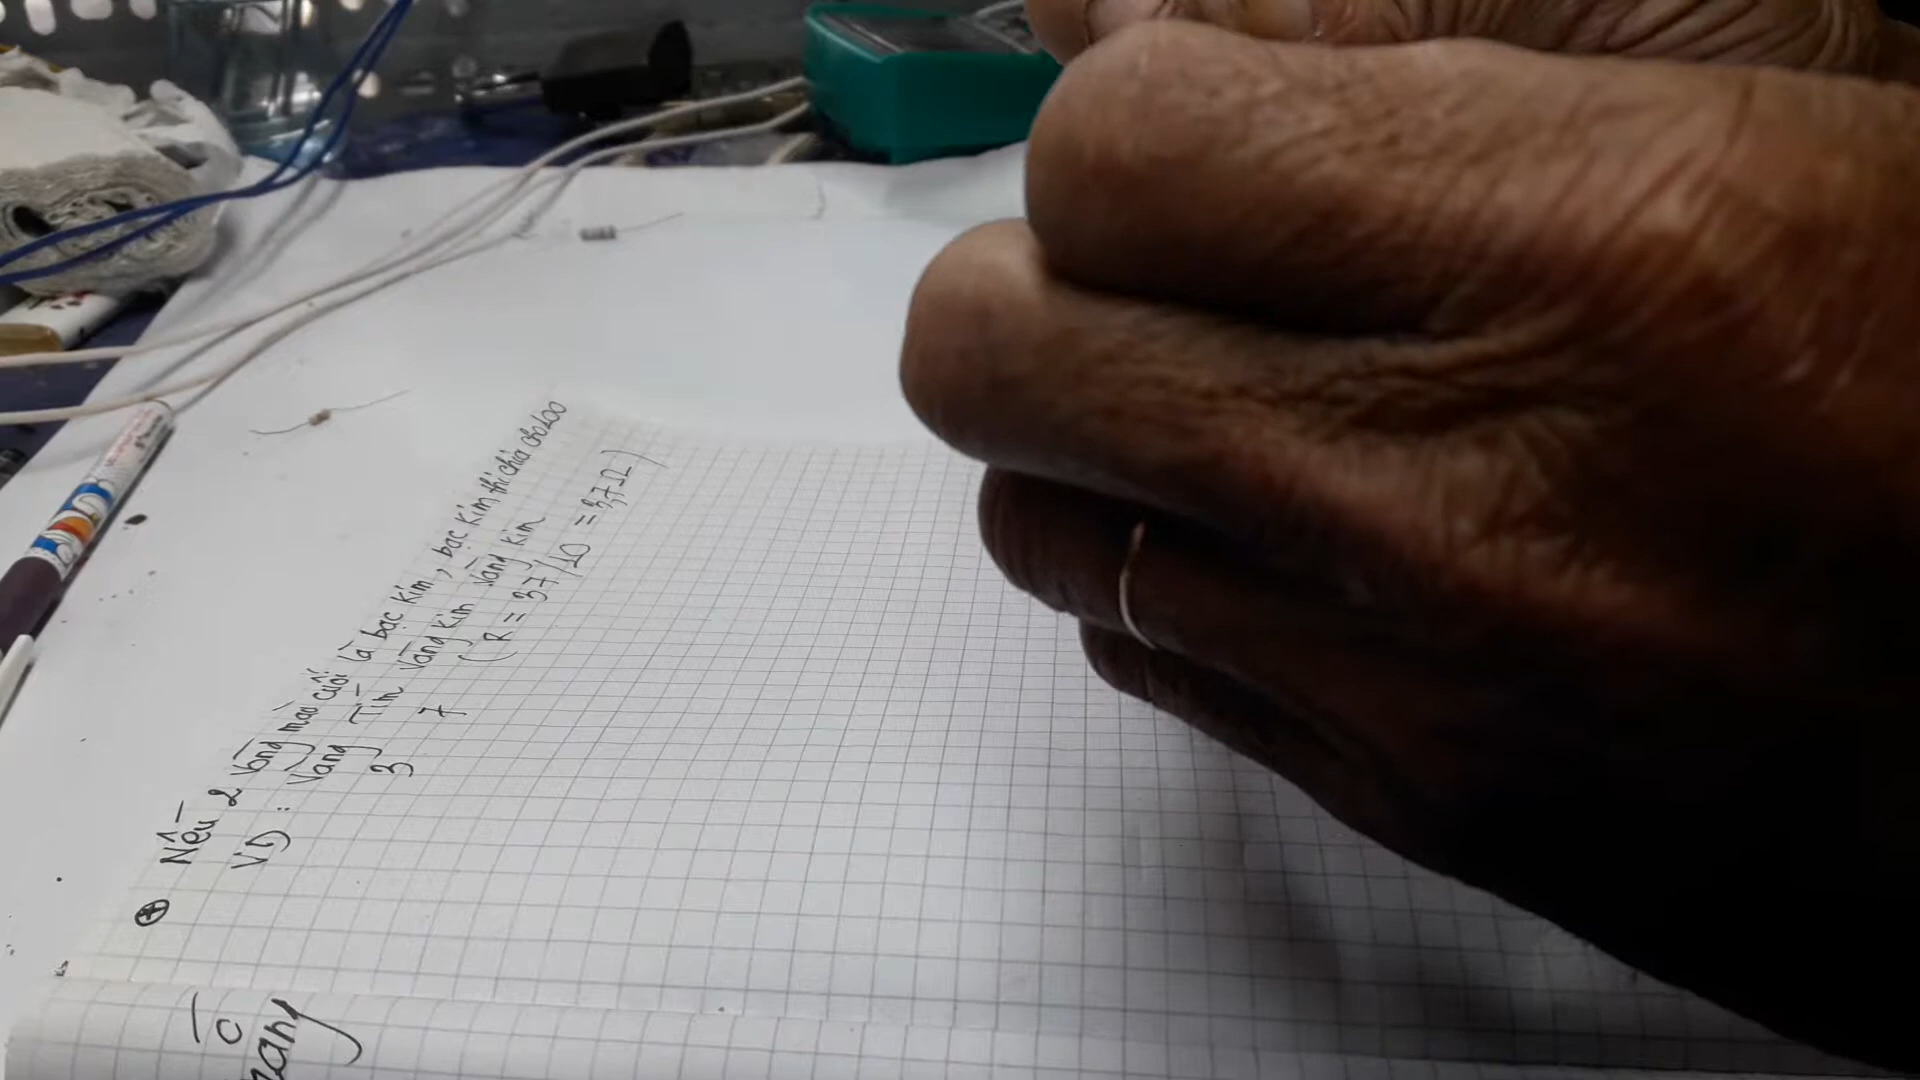 ⊕ Nếu 2 vòng màu cuối là bạc kim, bạc kim thì chia cho 100
VD: Vàng Tím Vàng kim Vàng kim
3 7 (R = 37/10 = 3,7Ω)